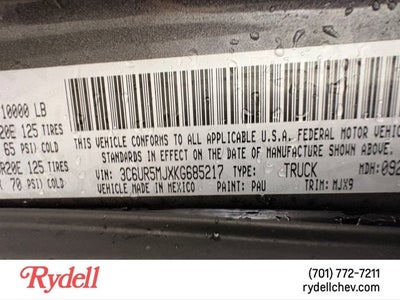 10000 LB
R20E 125 TIRES
65 PSI) COLD
R20E 125 TIRES
70 PSI) COLD
THIS VEHICLE CONFORMS TO ALL APPLICABLE U.S.A. FEDERAL MOTOR VEHICLE
STANDARDS IN EFFECT ON THE DATE OF MANUFACTURE SHOWN ABOVE.
VIN: 3C6UR5MJXKG685217 TYPE: TRUCK MDH: 092
MADE IN MEXICO PAINT: PAU TRIM: MJX9
Rydell
(701) 772-7211
rydellchev.com